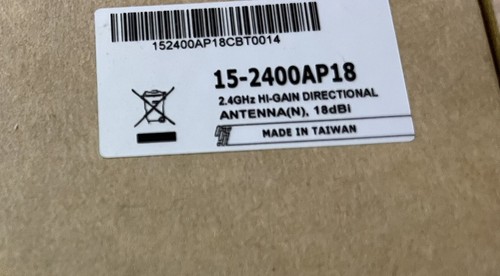 152400AP18CBT0014
15-2400AP18
2.4GHz HI-GAIN DIRECTIONAL
ANTENNA(N), 18dBi
MADE IN TAIWAN